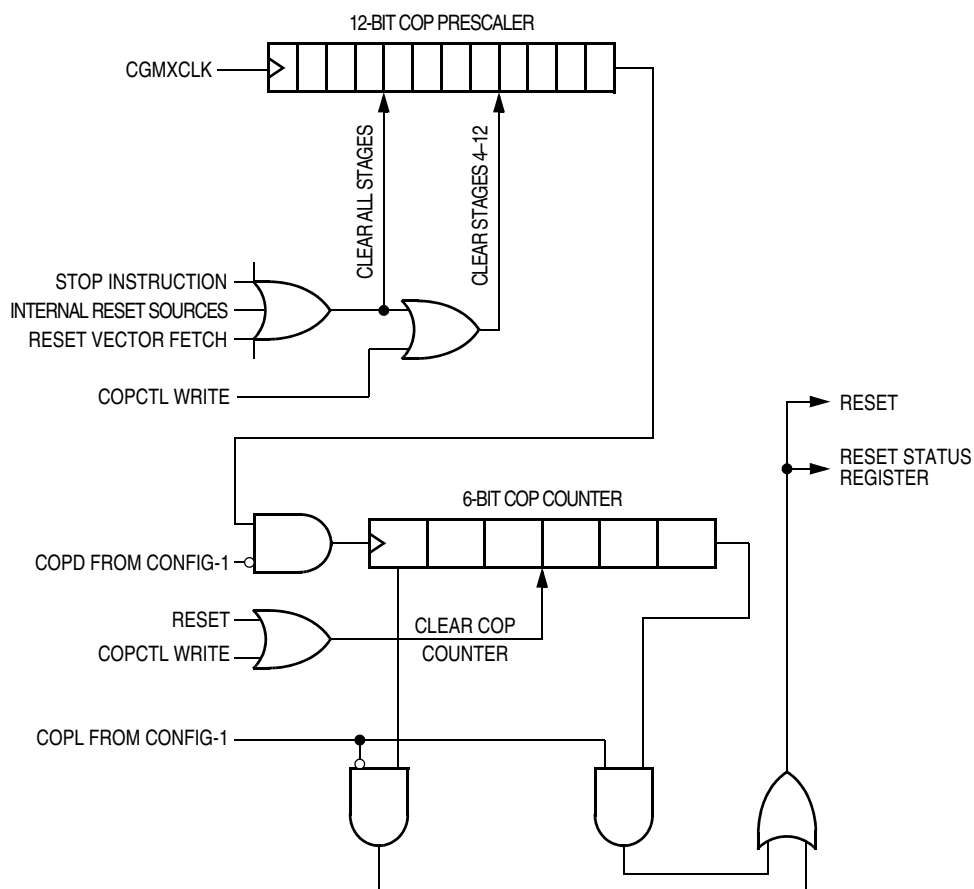 12-BIT COP PRESCALER
CGMXCLK
CLEAR ALL STAGES
CLEAR STAGES 4–12
STOP INSTRUCTION
INTERNAL RESET SOURCES
RESET VECTOR FETCH
COPCTL WRITE
RESET
RESET STATUS
REGISTER
6-BIT COP COUNTER
COPD FROM CONFIG-1
RESET
COPCTL WRITE
CLEAR COP
COUNTER
COPL FROM CONFIG-1